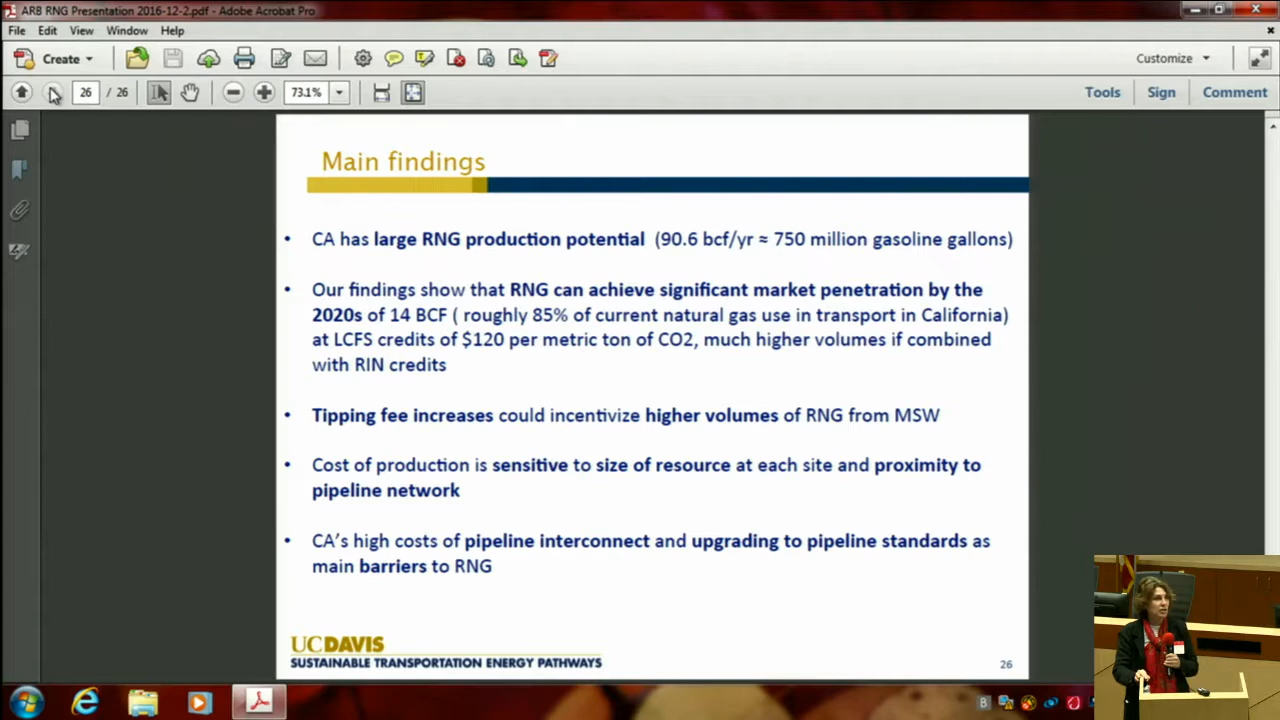 ARB RNG Presentation 2016-12-2.pdf - Adobe Acrobat Pro
File Edit View Window Help
Create Customize
26 / 26 73.1% Tools Sign Comment
Main findings
• CA has large RNG production potential (90.6 bcf/yr ≈ 750 million gasoline gallons)
• Our findings show that RNG can achieve significant market penetration by the
2020s of 14 BCF ( roughly 85% of current natural gas use in transport in California)
at LCFS credits of $120 per metric ton of CO2, much higher volumes if combined
with RIN credits
• Tipping fee increases could incentivize higher volumes of RNG from MSW
• Cost of production is sensitive to size of resource at each site and proximity to
pipeline network
• CA's high costs of pipeline interconnect and upgrading to pipeline standards as
main barriers to RNG
UCDAVIS
SUSTAINABLE TRANSPORTATION ENERGY PATHWAYS
26